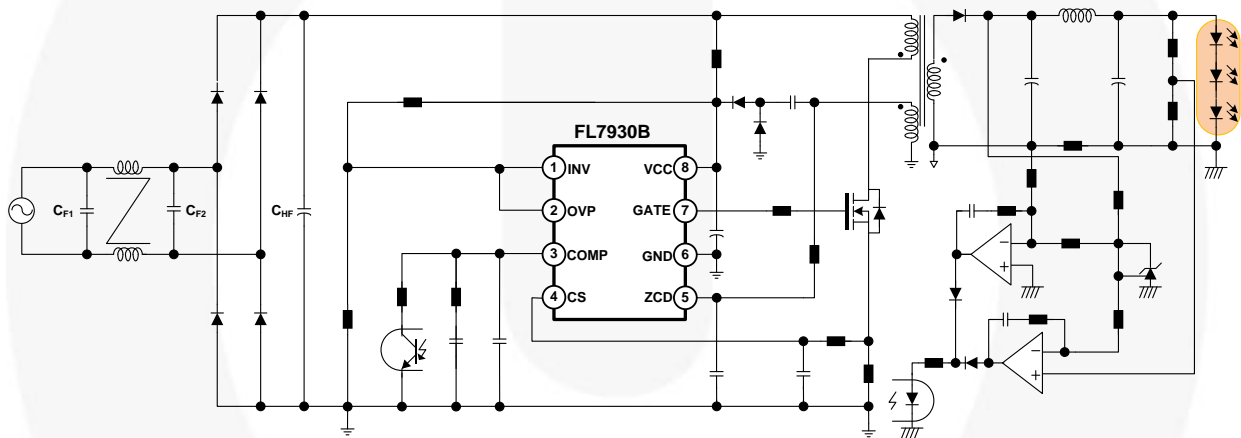 FL7930B
1 INV VCC 8
2 OVP GATE 7
3 COMP GND 6
4 CS ZCD 5
CF1 CF2 CHF
− +
− +